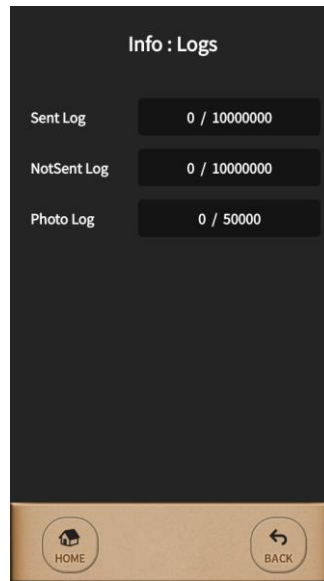 Info : Logs
Sent Log 0 / 10000000
NotSent Log 0 / 10000000
Photo Log 0 / 50000
HOME BACK